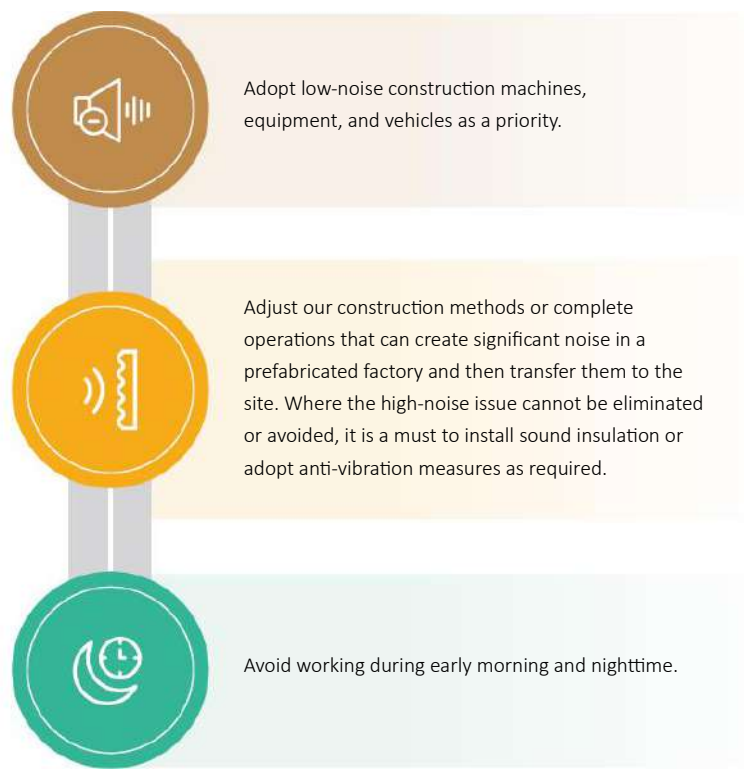 Adopt low-noise construction machines,
equipment, and vehicles as a priority.
Adjust our construction methods or complete
operations that can create significant noise in a
prefabricated factory and then transfer them to the
site. Where the high-noise issue cannot be eliminated
or avoided, it is a must to install sound insulation or
adopt anti-vibration measures as required.
Avoid working during early morning and nighttime.